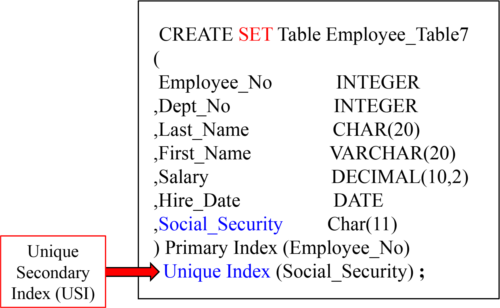 CREATE SET Table Employee_Table7
(
Employee_No INTEGER
,Dept_No INTEGER
,Last_Name CHAR(20)
,First_Name VARCHAR(20)
,Salary DECIMAL(10,2)
,Hire_Date DATE
,Social_Security Char(11)
) Primary Index (Employee_No)
Unique Index (Social_Security) ;
Unique
Secondary
Index (USI)